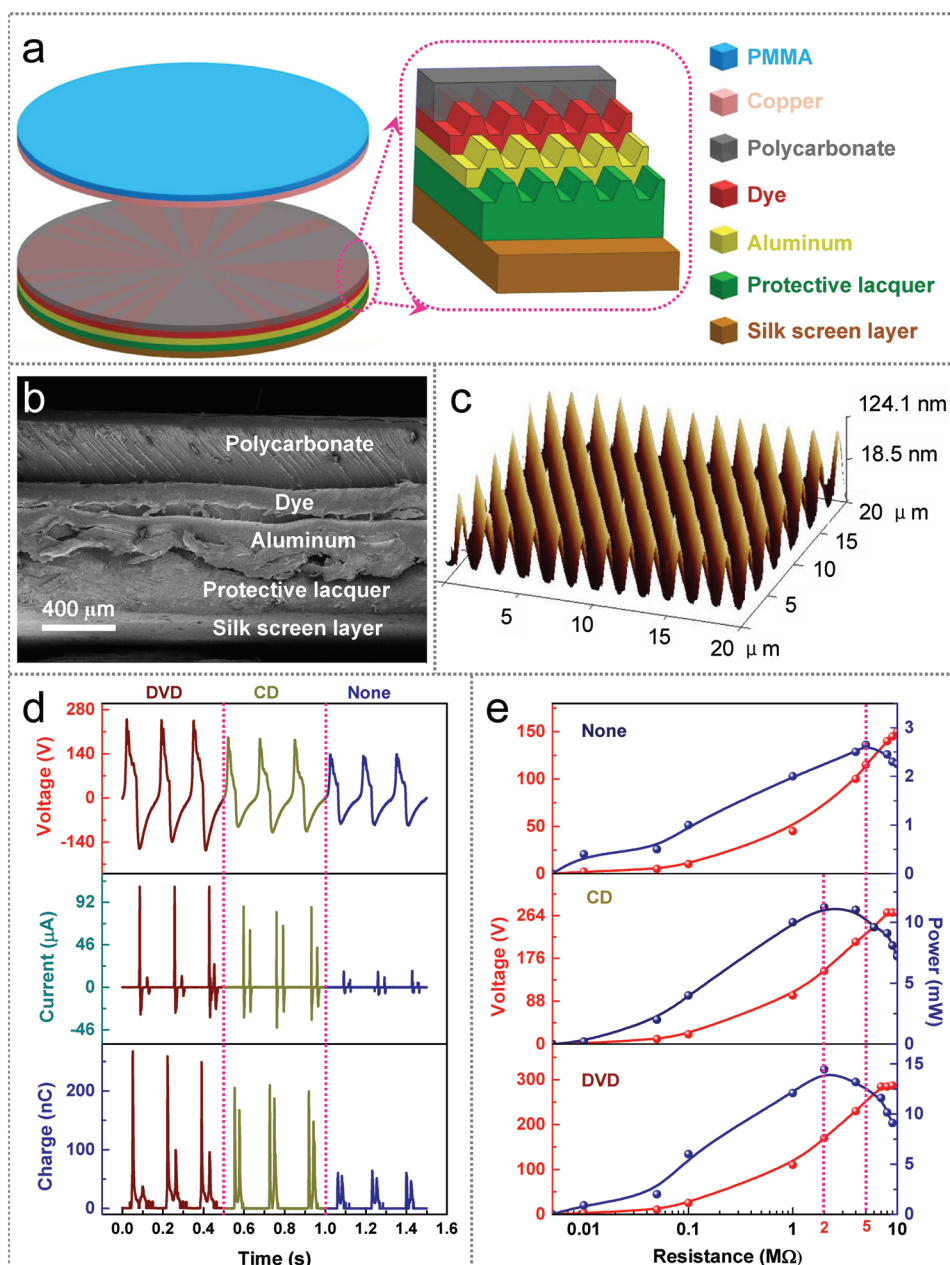 a
PMMA
Copper
Polycarbonate
Dye
Aluminum
Protective lacquer
Silk screen layer
b
Polycarbonate
Dye
Aluminum
Protective lacquer
400 μm
Silk screen layer
c
124.1 nm
18.5 nm
20 μm
15
10
5
5
10
15
20 μm
d
DVD CD None
280
140
0
-140
Voltage (V)
92
46
0
-46
Current (μA)
200
100
0
Charge (nC)
0.0 0.2 0.4 0.6 0.8 1.0 1.2 1.4 1.6
Time (s)
e
None
150
100
50
0
3
2
1
0
CD
264
176
88
0
Voltage (V)
10
5
0
Power (mW)
DVD
300
200
100
0
15
10
5
0
0.01 0.1 1 2 5 10
Resistance (MΩ)